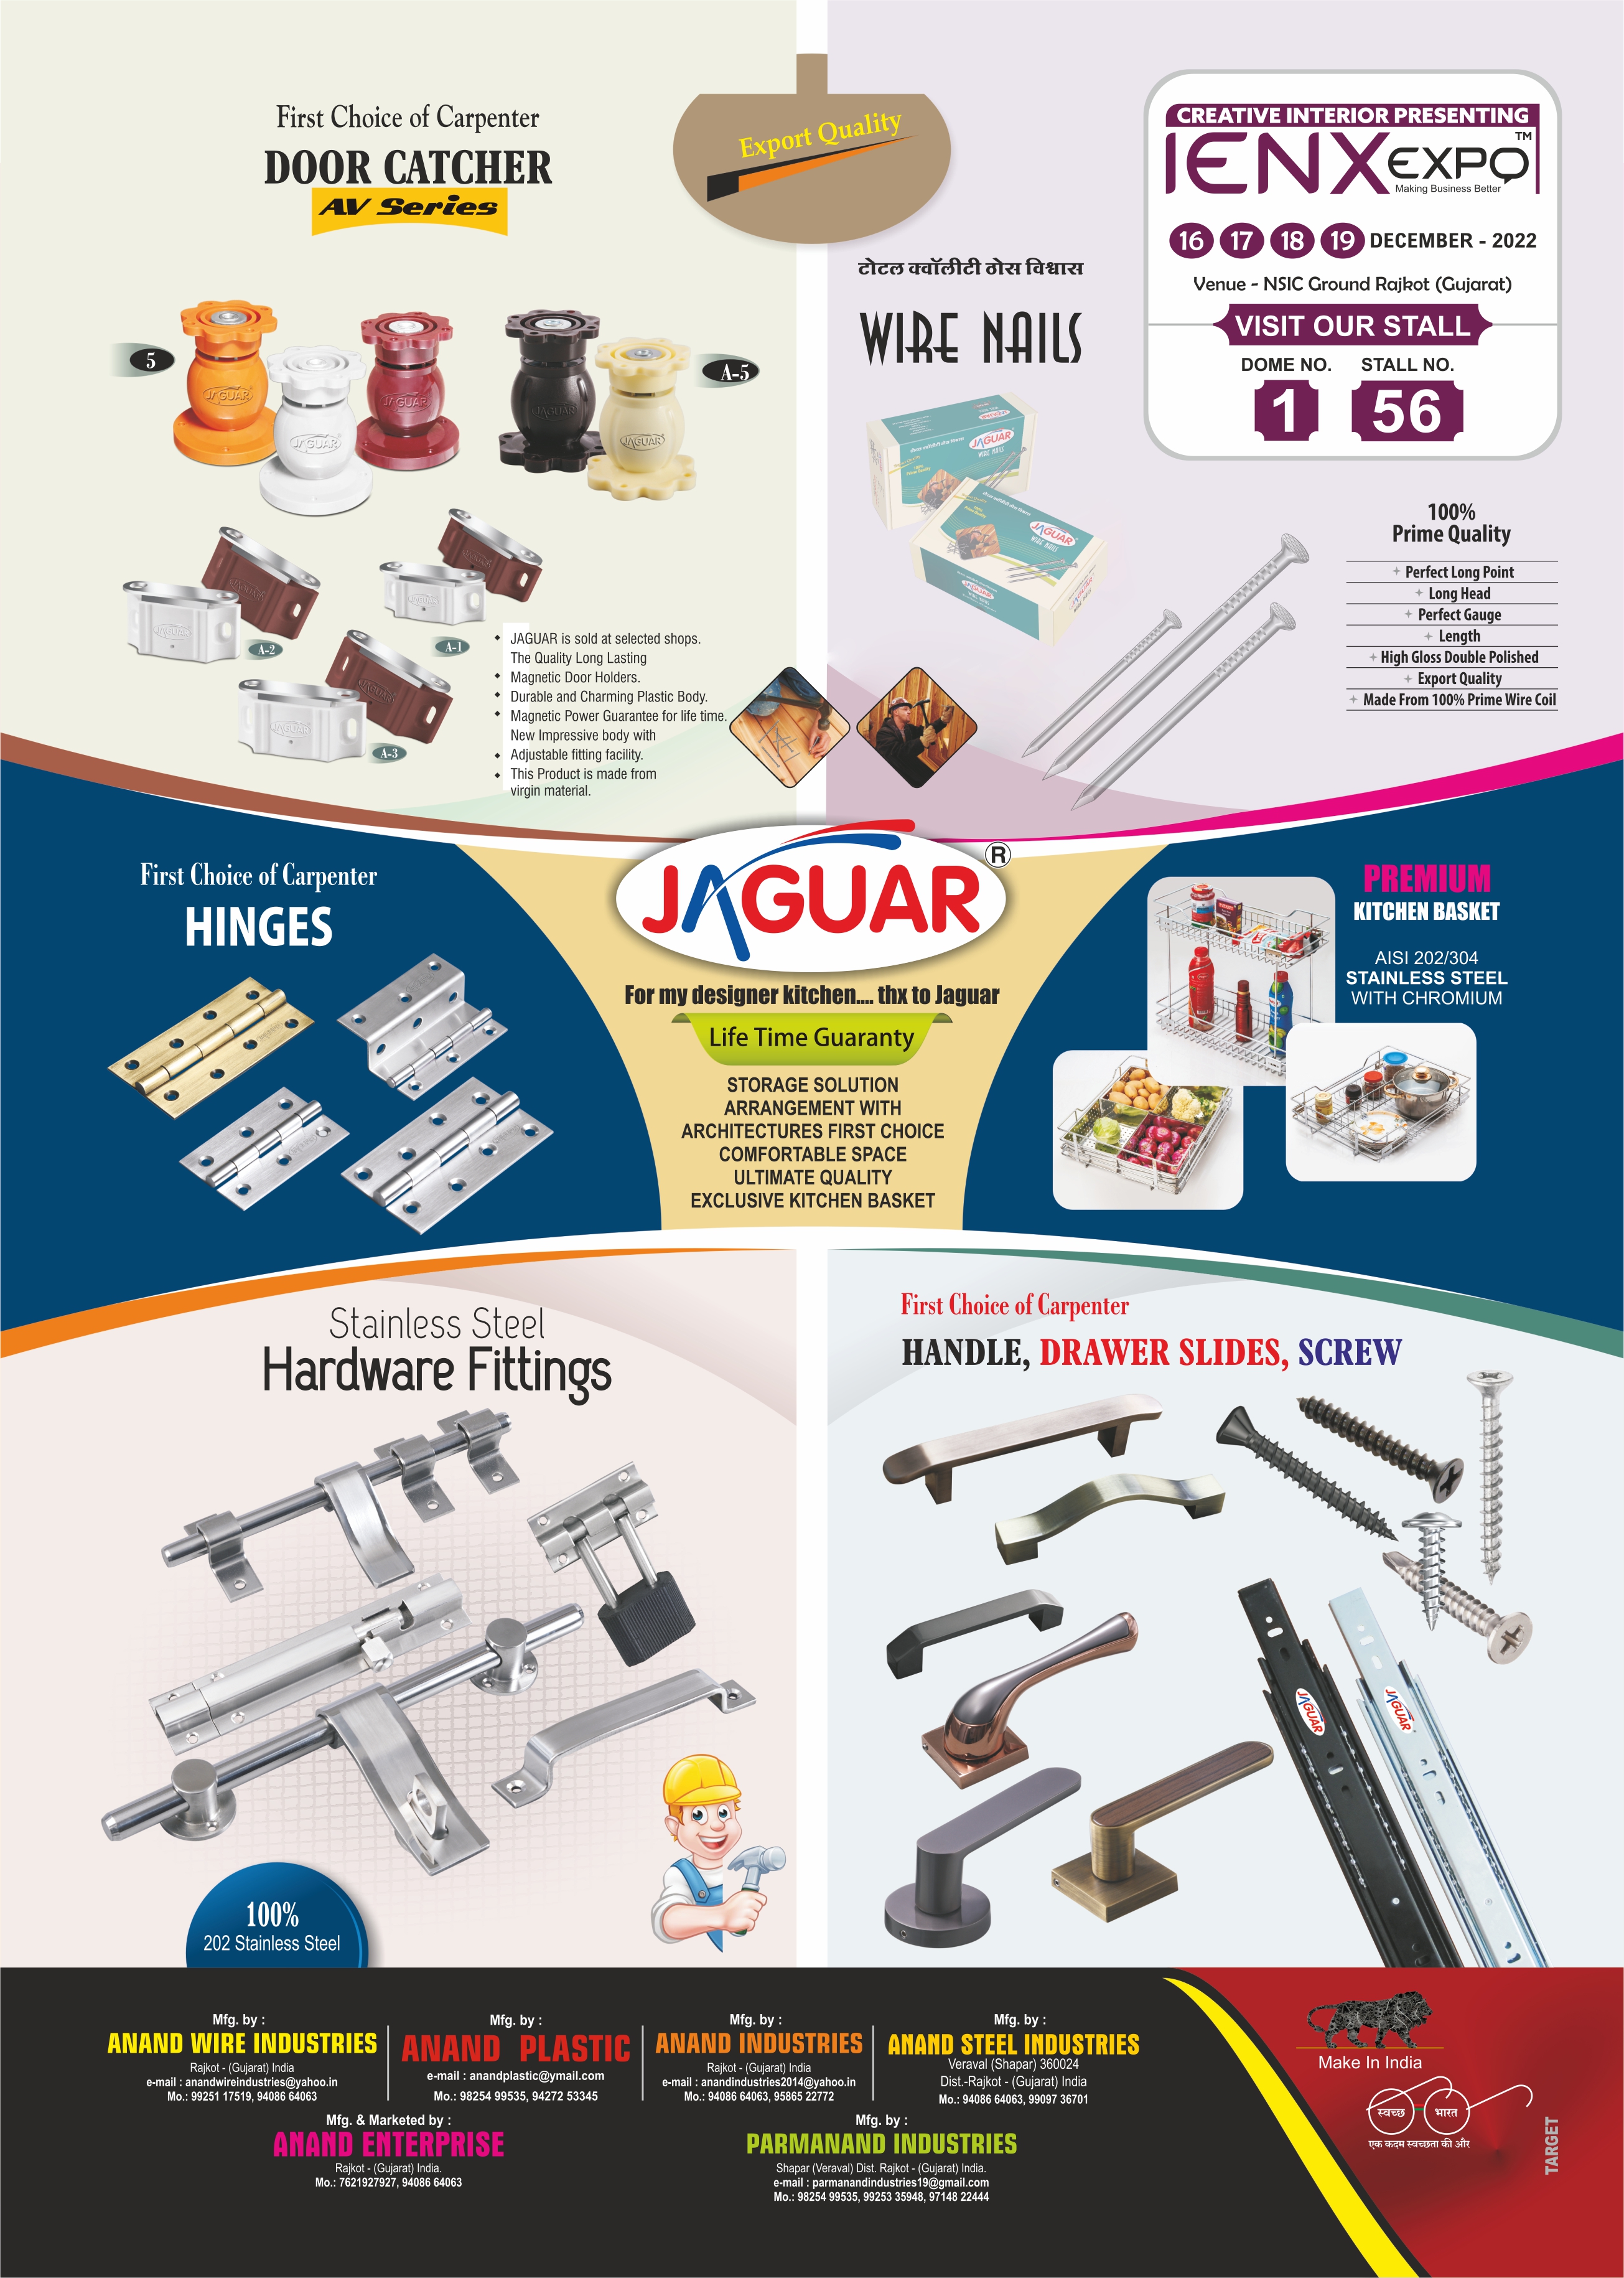 First Choice of Carpenter
DOOR CATCHER
AV Series
Export Quality
CREATIVE INTERIOR PRESENTING
IENX EXPO TM
Making Business Better
16 17 18 19 DECEMBER - 2022
Venue - NSIC Ground Rajkot (Gujarat)
VISIT OUR STALL
DOME NO. STALL NO.
1 56
टोटल क्वॉलीटी ठोस विश्वास
WIRE NAILS
5
A-5
JAGUAR
JAGUAR
JAGUAR
JAGUAR
JAGUAR
A-2
A-1
A-3
JAGUAR is sold at selected shops.
The Quality Long Lasting
Magnetic Door Holders.
Durable and Charming Plastic Body.
Magnetic Power Guarantee for life time.
New Impressive body with
Adjustable fitting facility.
This Product is made from
virgin material.
JAGUAR
WIRE NAILS
JAGUAR
WIRE NAILS
100%
Prime Quality
Perfect Long Point
Long Head
Perfect Gauge
Length
High Gloss Double Polished
Export Quality
Made From 100% Prime Wire Coil
JAGUAR ®
First Choice of Carpenter
HINGES
For my designer kitchen.... thx to Jaguar
Life Time Guaranty
STORAGE SOLUTION
ARRANGEMENT WITH
ARCHITECTURES FIRST CHOICE
COMFORTABLE SPACE
ULTIMATE QUALITY
EXCLUSIVE KITCHEN BASKET
PREMIUM
KITCHEN BASKET
AISI 202/304
STAINLESS STEEL
WITH CHROMIUM
Stainless Steel
Hardware Fittings
100%
202 Stainless Steel
First Choice of Carpenter
HANDLE, DRAWER SLIDES, SCREW
JAGUAR
JAGUAR
Mfg. by :
ANAND WIRE INDUSTRIES
Rajkot - (Gujarat) India
e-mail : anandwireindustries@yahoo.in
Mo.: 99251 17519, 94086 64063
Mfg. by :
ANAND PLASTIC
e-mail : anandplastic@ymail.com
Mo.: 98254 99535, 94272 53345
Mfg. by :
ANAND INDUSTRIES
Rajkot - (Gujarat) India
e-mail : anandindustries2014@yahoo.in
Mo.: 94086 64063, 95865 22772
Mfg. by :
ANAND STEEL INDUSTRIES
Veraval (Shapar) 360024
Dist.-Rajkot - (Gujarat) India
Mo.: 94086 64063, 99097 36701
Mfg. & Marketed by :
ANAND ENTERPRISE
Rajkot - (Gujarat) India.
Mo.: 7621927927, 94086 64063
Mfg. by :
PARMANAND INDUSTRIES
Shapar (Veraval) Dist. Rajkot - (Gujarat) India.
e-mail : parmanandindustries19@gmail.com
Mo.: 98254 99535, 99253 35948, 97148 22444
Make In India
स्वच्छ भारत
एक कदम स्वच्छता की और
TARGET